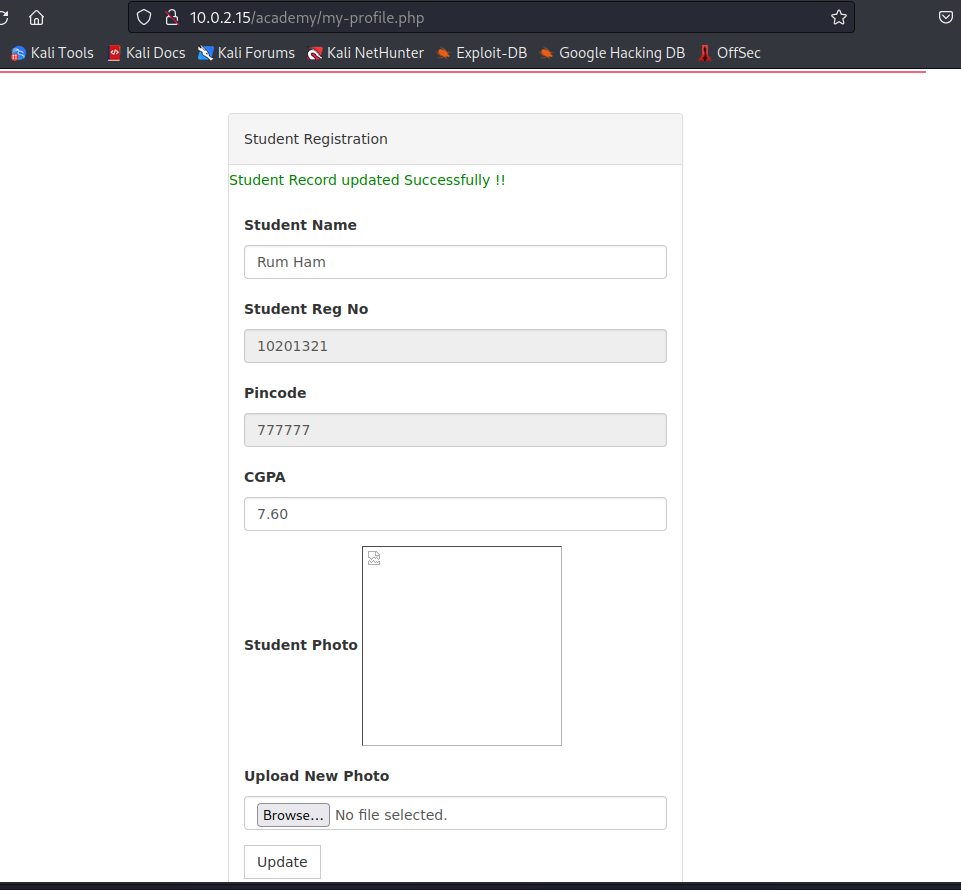 10.0.2.15/academy/my-profile.php
Kali Tools Kali Docs Kali Forums Kali NetHunter Exploit-DB Google Hacking DB OffSec
Student Registration
Student Record updated Successfully !!
Student Name
Rum Ham
Student Reg No
10201321
Pincode
777777
CGPA
7.60
Student Photo
Upload New Photo
Browse... No file selected.
Update